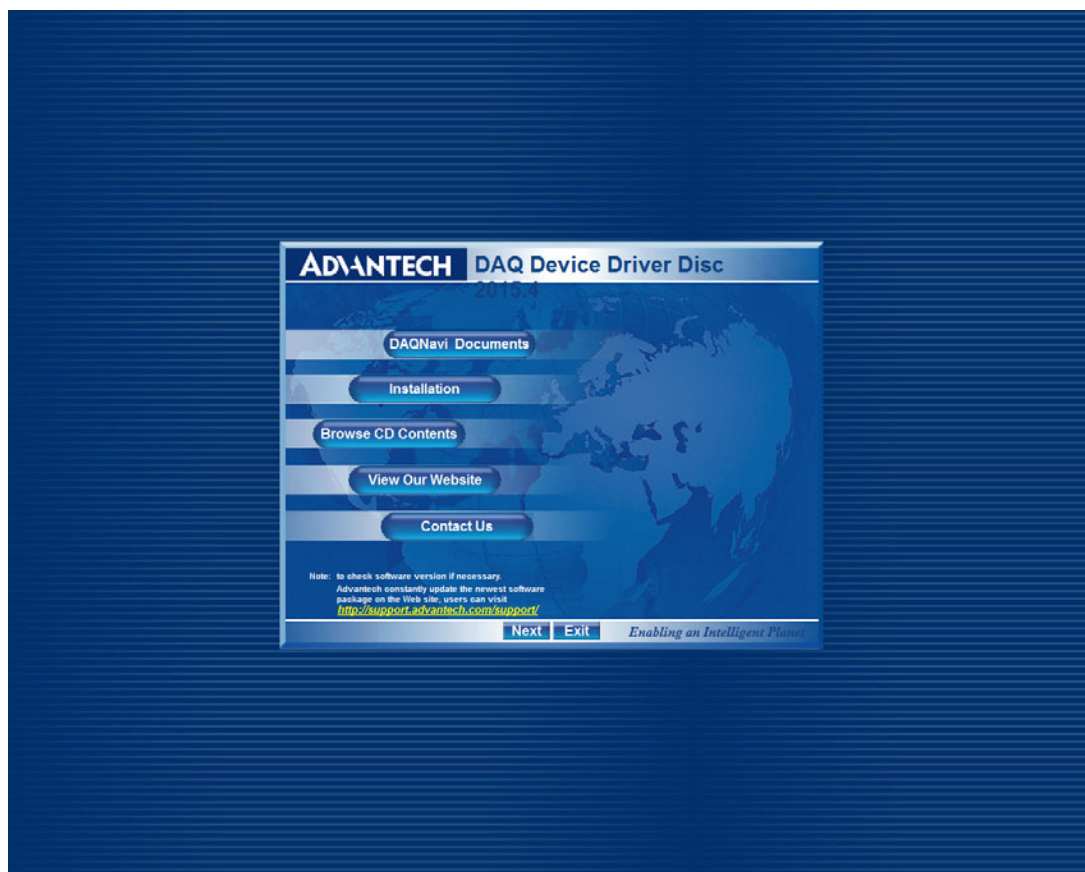 ADVANTECH DAQ Device Driver Disc
2015.4
DAQNavi Documents
Installation
Browse CD Contents
View Our Website
Contact Us
Note: to check software version if necessary.
Advantech constantly update the newest software
package on the Web site, users can visit
http://support.advantech.com/support/
Next Exit Enabling an Intelligent Planet